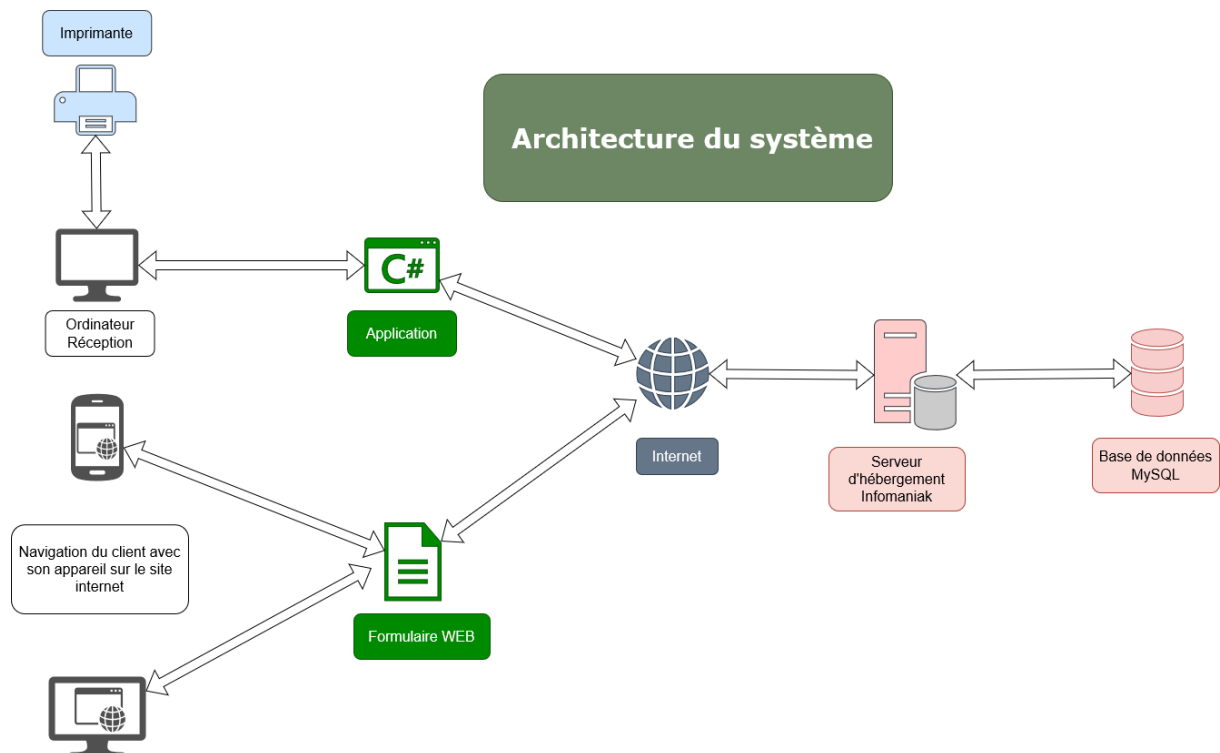 Imprimante
Architecture du système
C#
Ordinateur
Réception
Application
Internet
Serveur
d'hébergement
Infomaniak
Base de données
MySQL
Navigation du client avec
son appareil sur le site
internet
Formulaire WEB